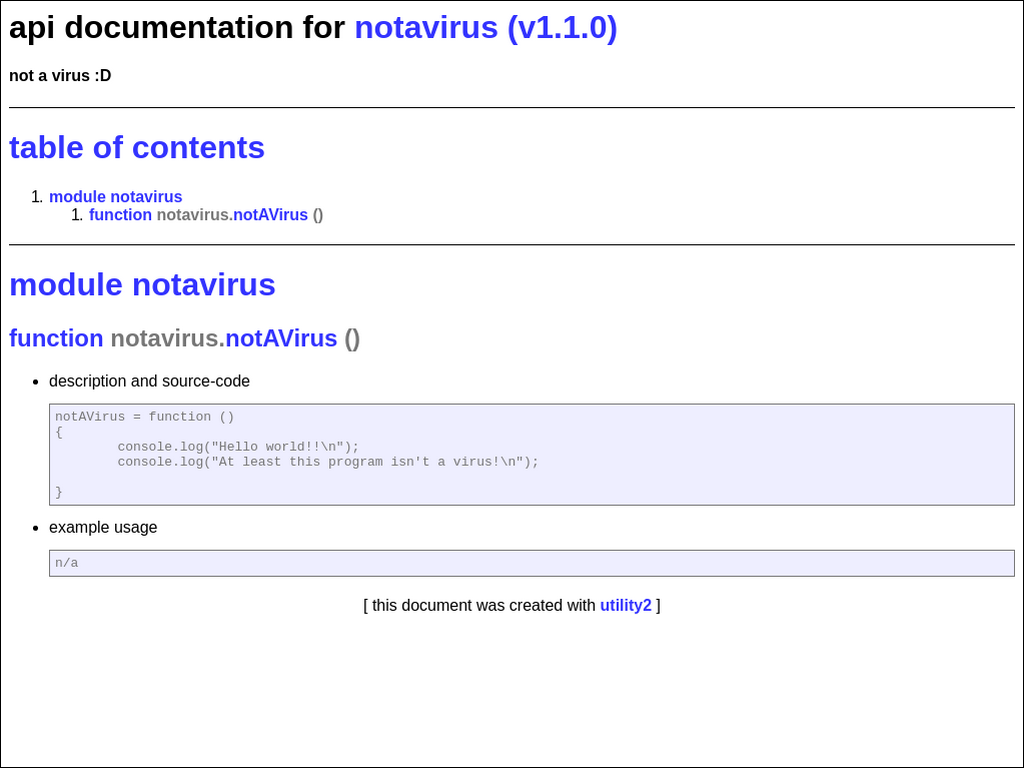 api documentation for notavirus (v1.1.0)
not a virus :D
table of contents
1. module notavirus
1. function notavirus.notAVirus ()
module notavirus
function notavirus.notAVirus ()
• description and source-code
notAVirus = function ()
{
        console.log("Hello world!!\n");
        console.log("At least this program isn't a virus!\n");
}
• example usage
n/a
[ this document was created with utility2 ]